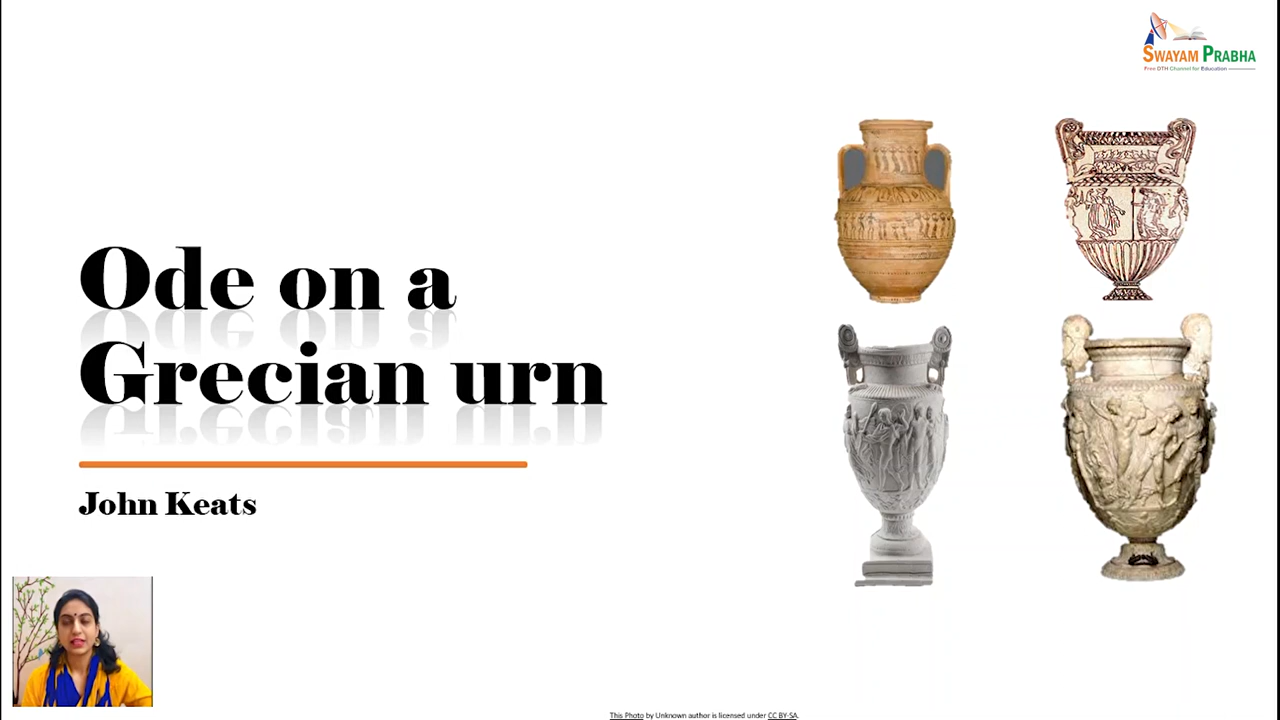 SWAYAM PRABHA
Free DTH Channel for Education
Ode on a
Grecian urn
John Keats
This Photo by Unknown author is licensed under CC BY-SA.